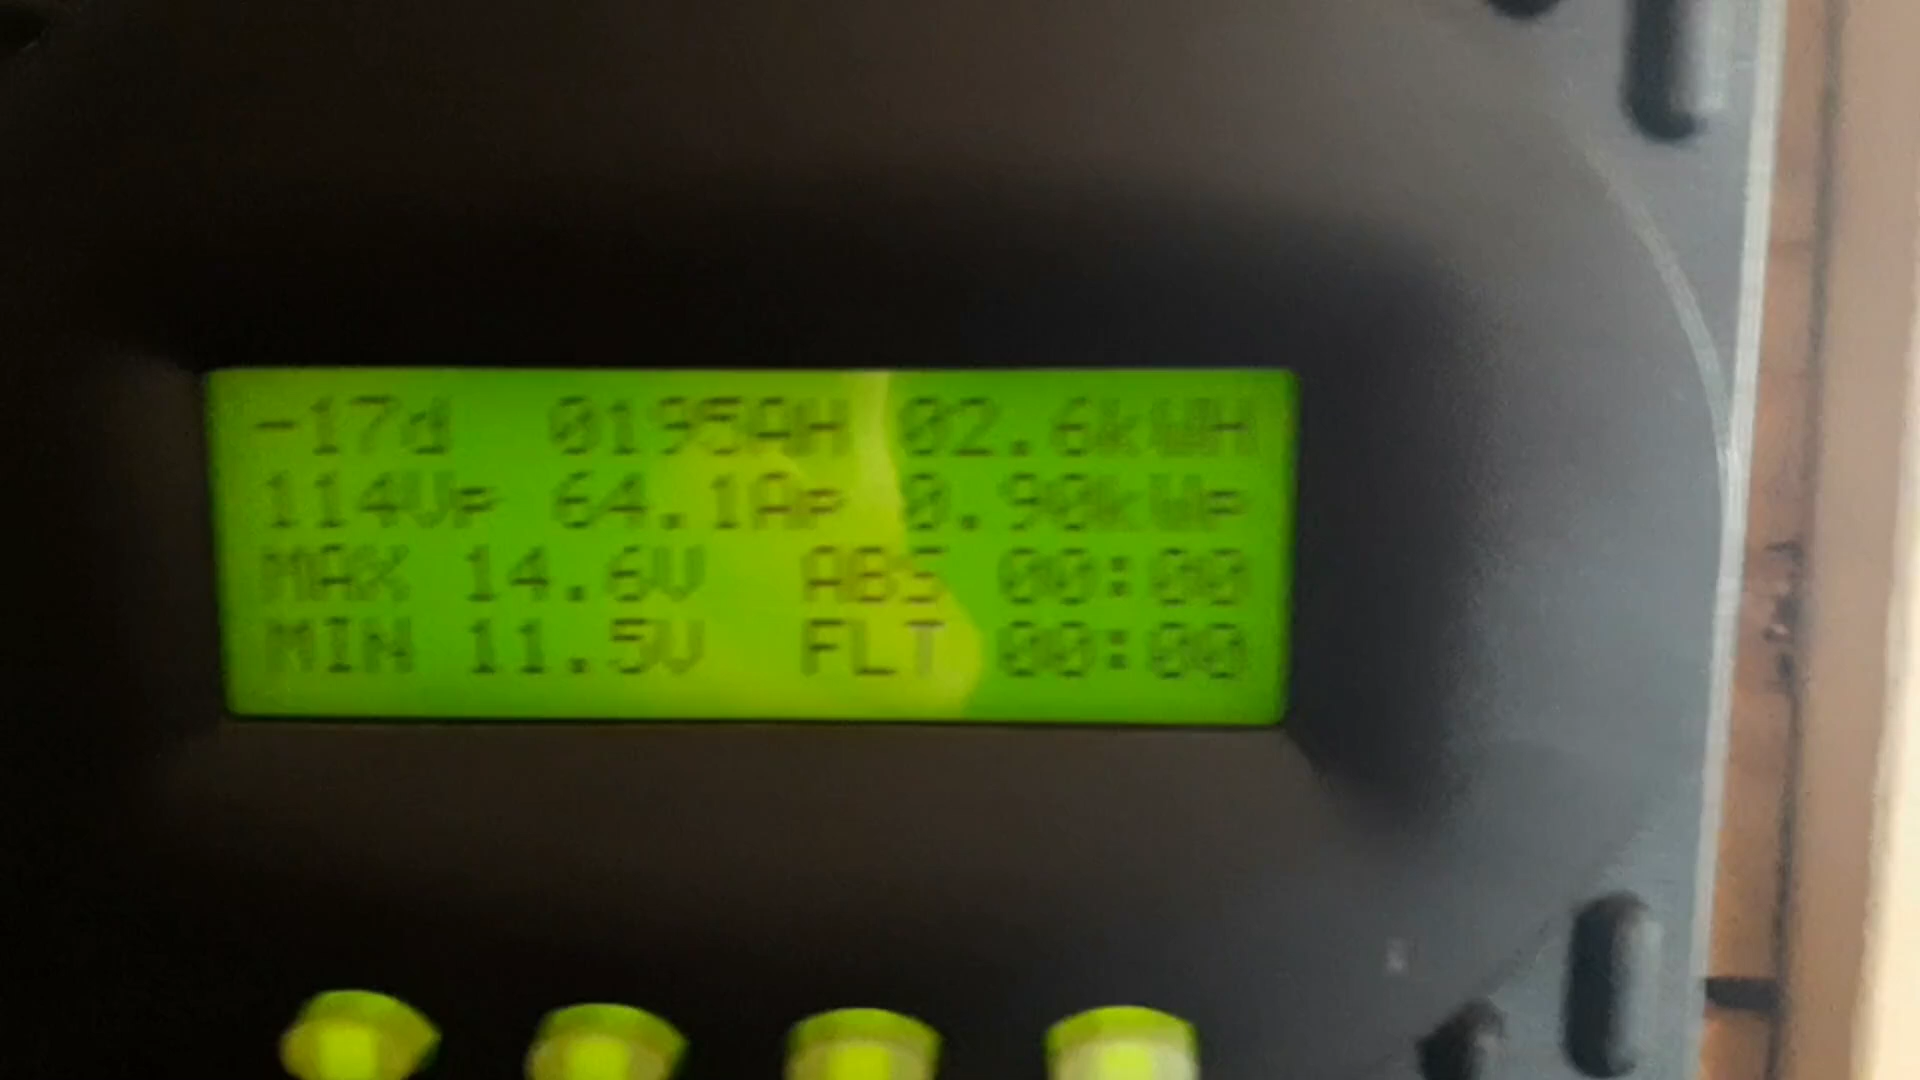 -17d 0195AH 02.6kWH
114Vp 64.1Ap 0.90kWp
MAX 14.6V ABS 00:00
MIN 11.5V FLT 00:00